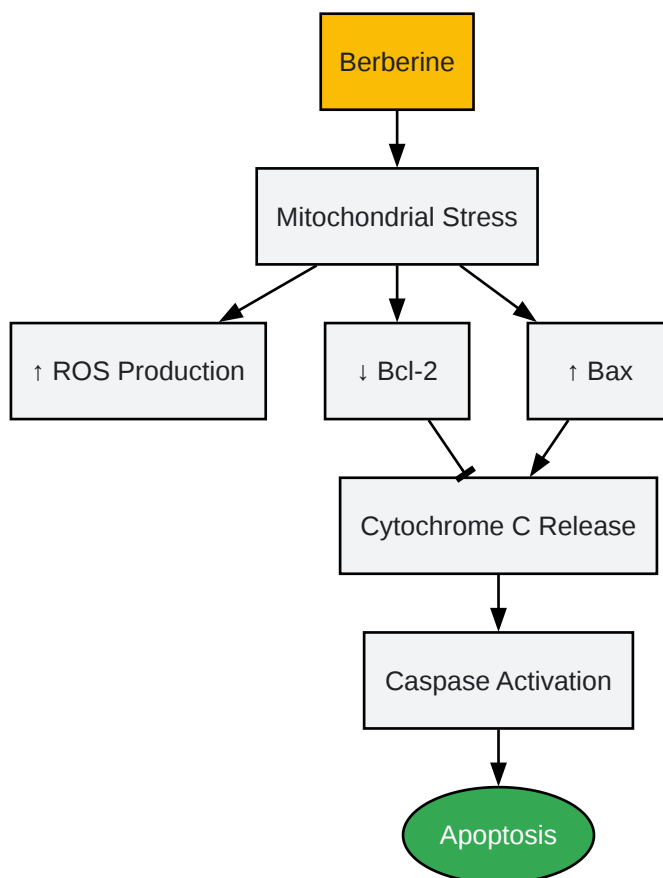 Berberine
Mitochondrial Stress
↑ ROS Production
↓ Bcl-2
↑ Bax
Cytochrome C Release
Caspase Activation
Apoptosis